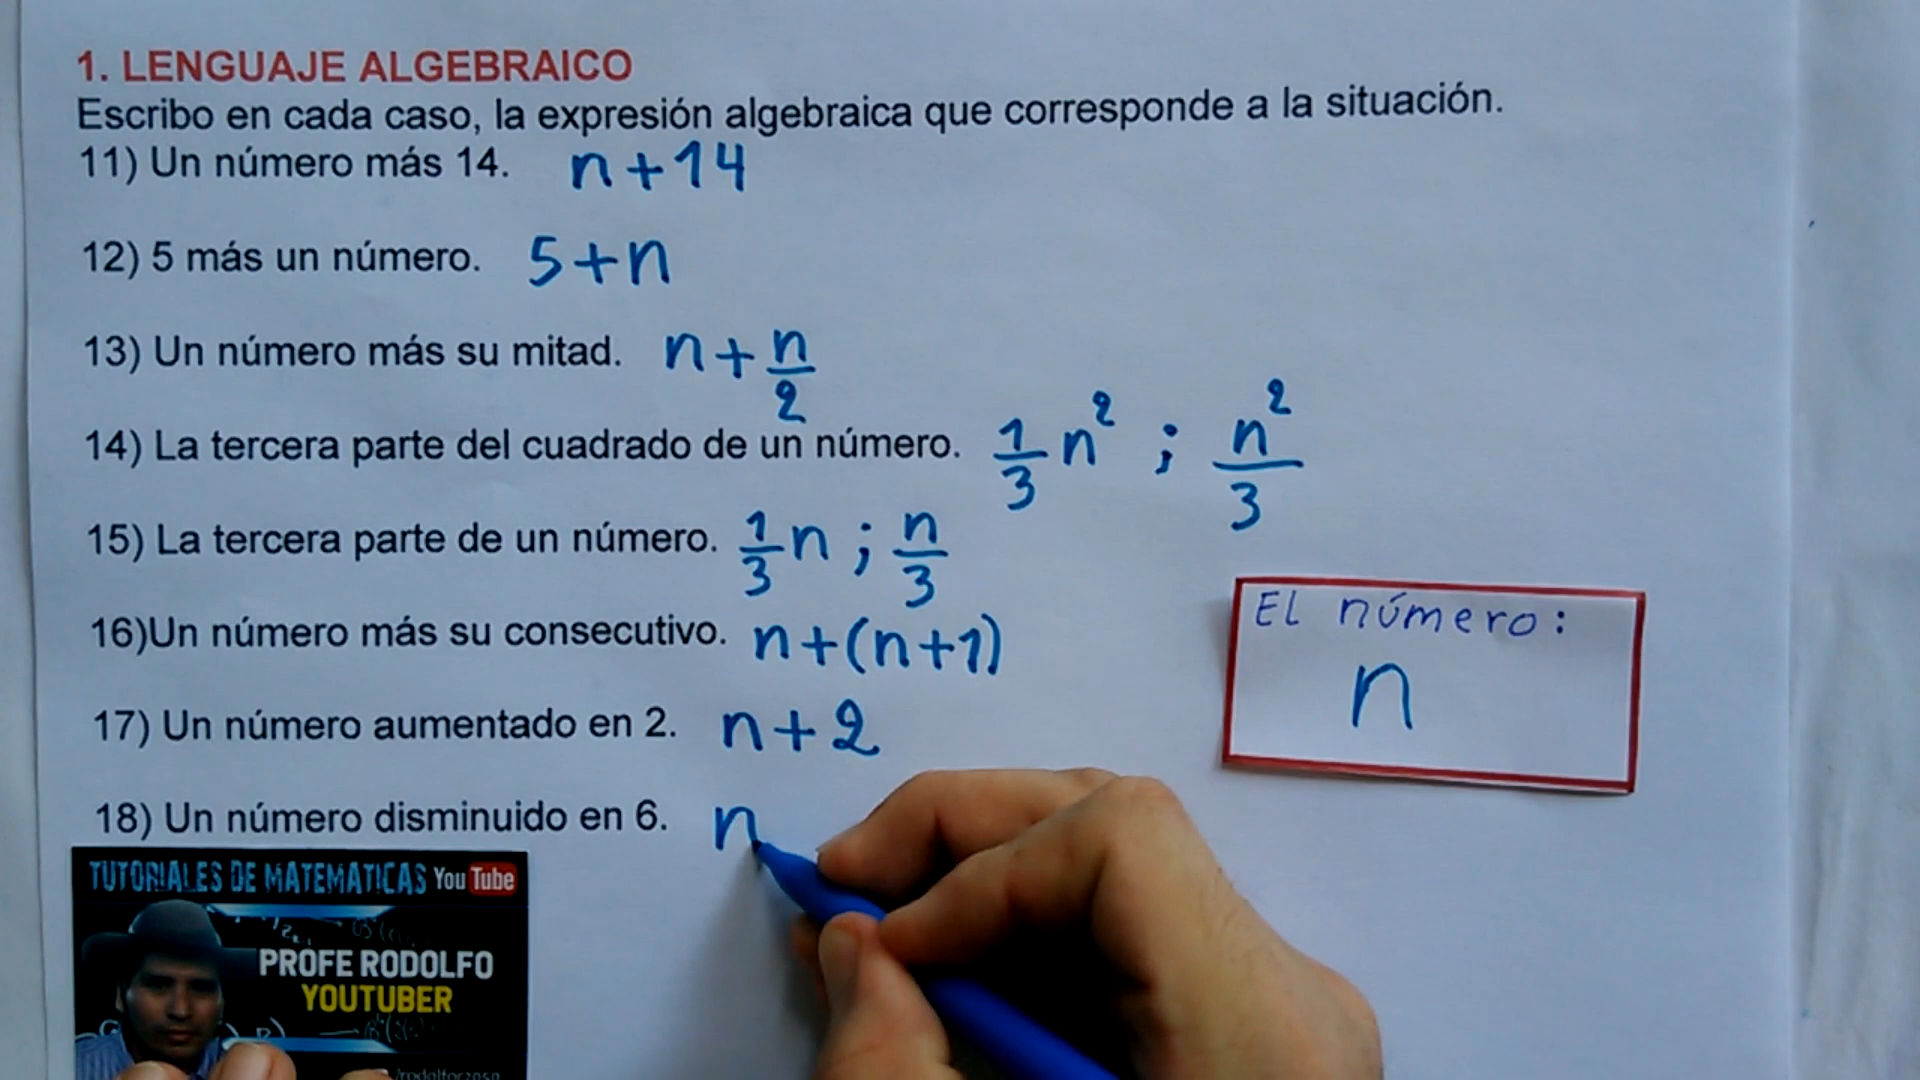 1. LENGUAJE ALGEBRAICO
Escribo en cada caso, la expresión algebraica que corresponde a la situación.
11) Un número más 14. n+14
12) 5 más un número. 5+n
13) Un número más su mitad. n+n/2
14) La tercera parte del cuadrado de un número. 1/3 n² ; n²/3
15) La tercera parte de un número. 1/3 n ; n/3
16)Un número más su consecutivo. n+(n+1)
17) Un número aumentado en 2. n+2
18) Un número disminuido en 6. n
El número:
n
TUTORIALES DE MATEMATICAS YouTube
PROFE RODOLFO
YOUTUBER